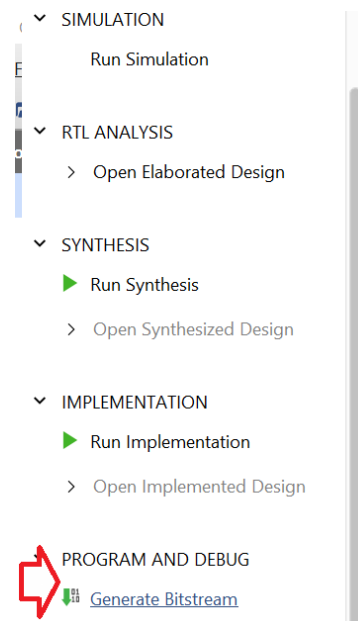 SIMULATION
Run Simulation
RTL ANALYSIS
Open Elaborated Design
SYNTHESIS
Run Synthesis
Open Synthesized Design
IMPLEMENTATION
Run Implementation
Open Implemented Design
PROGRAM AND DEBUG
Generate Bitstream